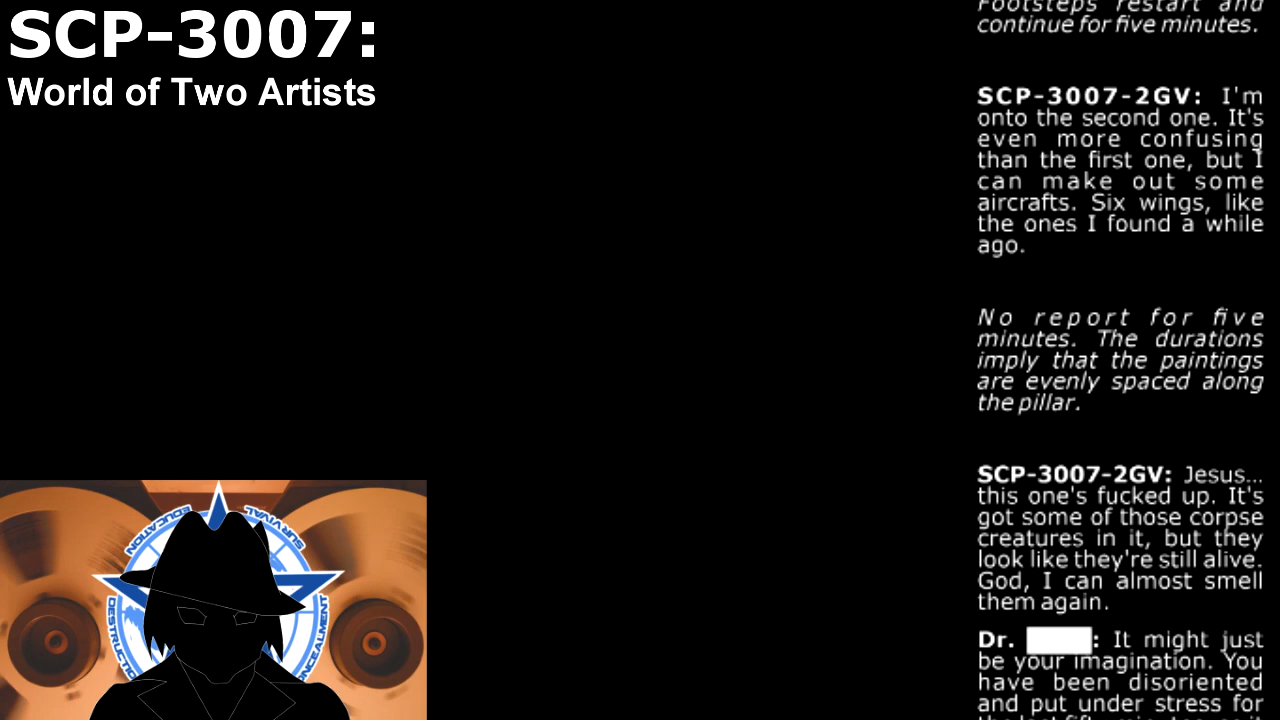 SCP-3007:
World of Two Artists
Footsteps restart and
continue for five minutes.
SCP-3007-2GV: I'm
onto the second one. It's
even more confusing
than the first one, but I
can make out some
aircrafts. Six wings, like
the ones I found a while
ago.
No report for five
minutes. The durations
imply that the paintings
are evenly spaced along
the pillar.
SCP-3007-2GV: Jesus...
this one's fucked up. It's
got some of those corpse
creatures in it, but they
look like they're still alive.
God, I can almost smell
them again.
Dr. : It might just
be your imagination. You
have been disoriented
and put under stress for
EDUCATION
SURVIVAL